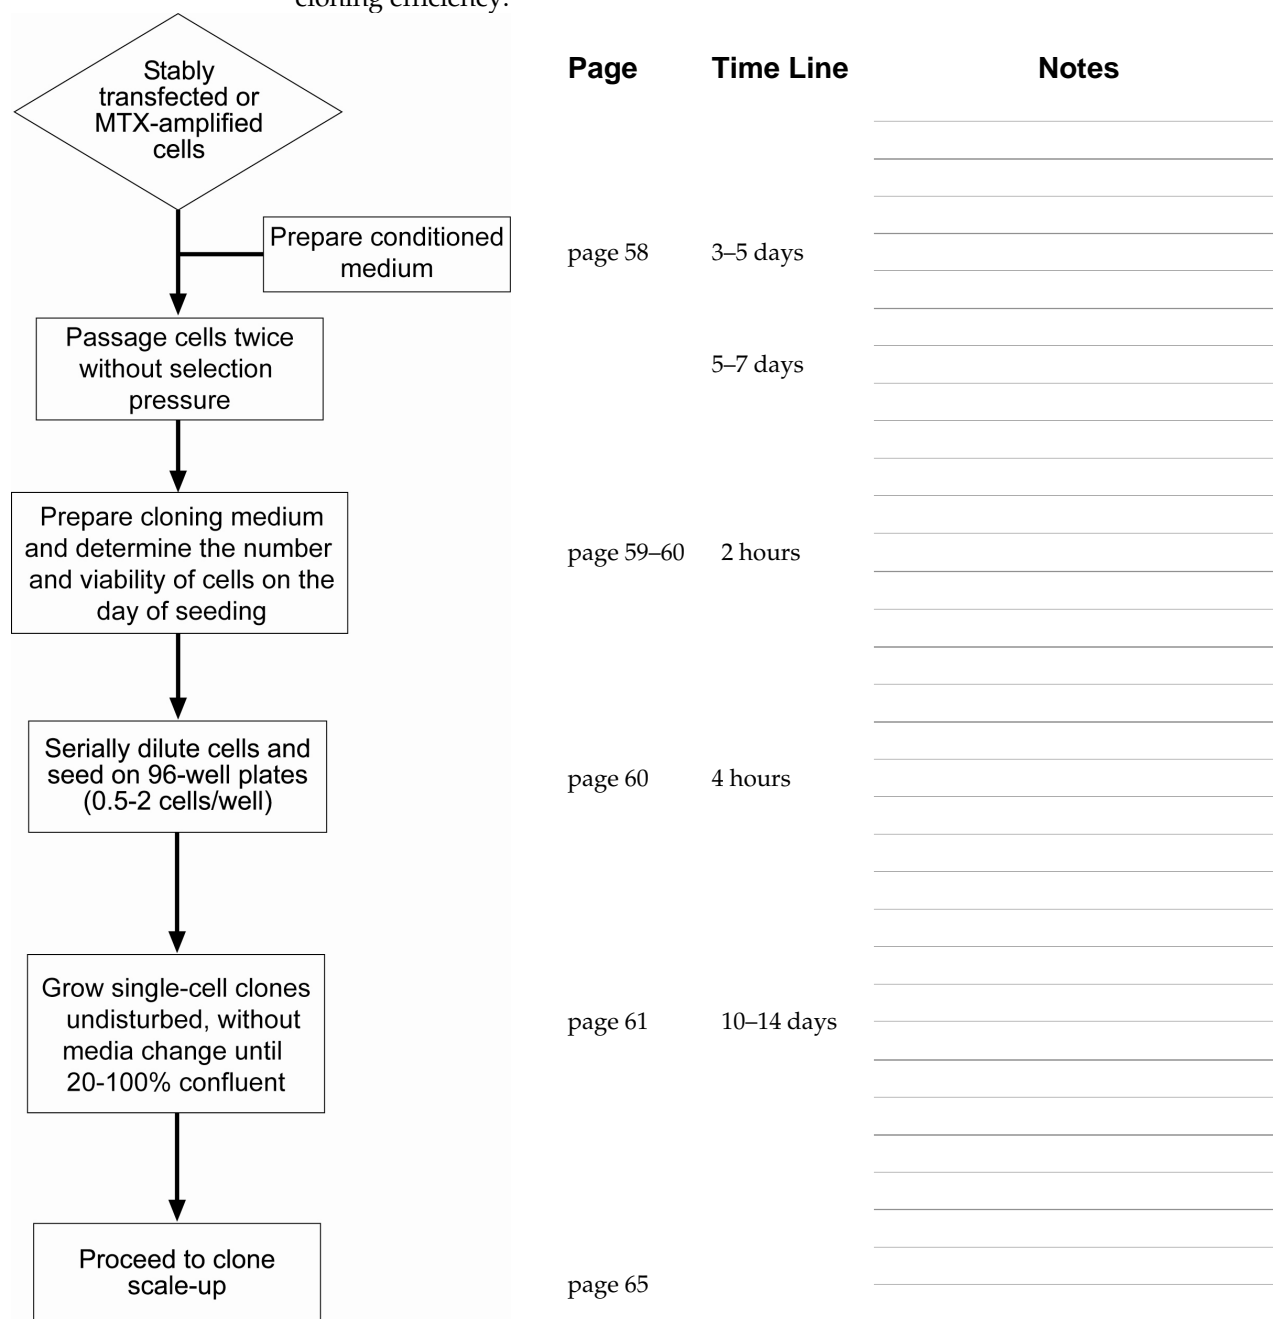 cloning efficiency.
Page Time Line Notes
Stably
transfected or
MTX-amplified
cells
Prepare conditioned
medium
page 58 3–5 days
Passage cells twice
without selection
pressure
5–7 days
Prepare cloning medium
and determine the number
and viability of cells on the
day of seeding
page 59–60 2 hours
Serially dilute cells and
seed on 96-well plates
(0.5-2 cells/well)
page 60 4 hours
Grow single-cell clones
undisturbed, without
media change until
20-100% confluent
page 61 10–14 days
Proceed to clone
scale-up
page 65